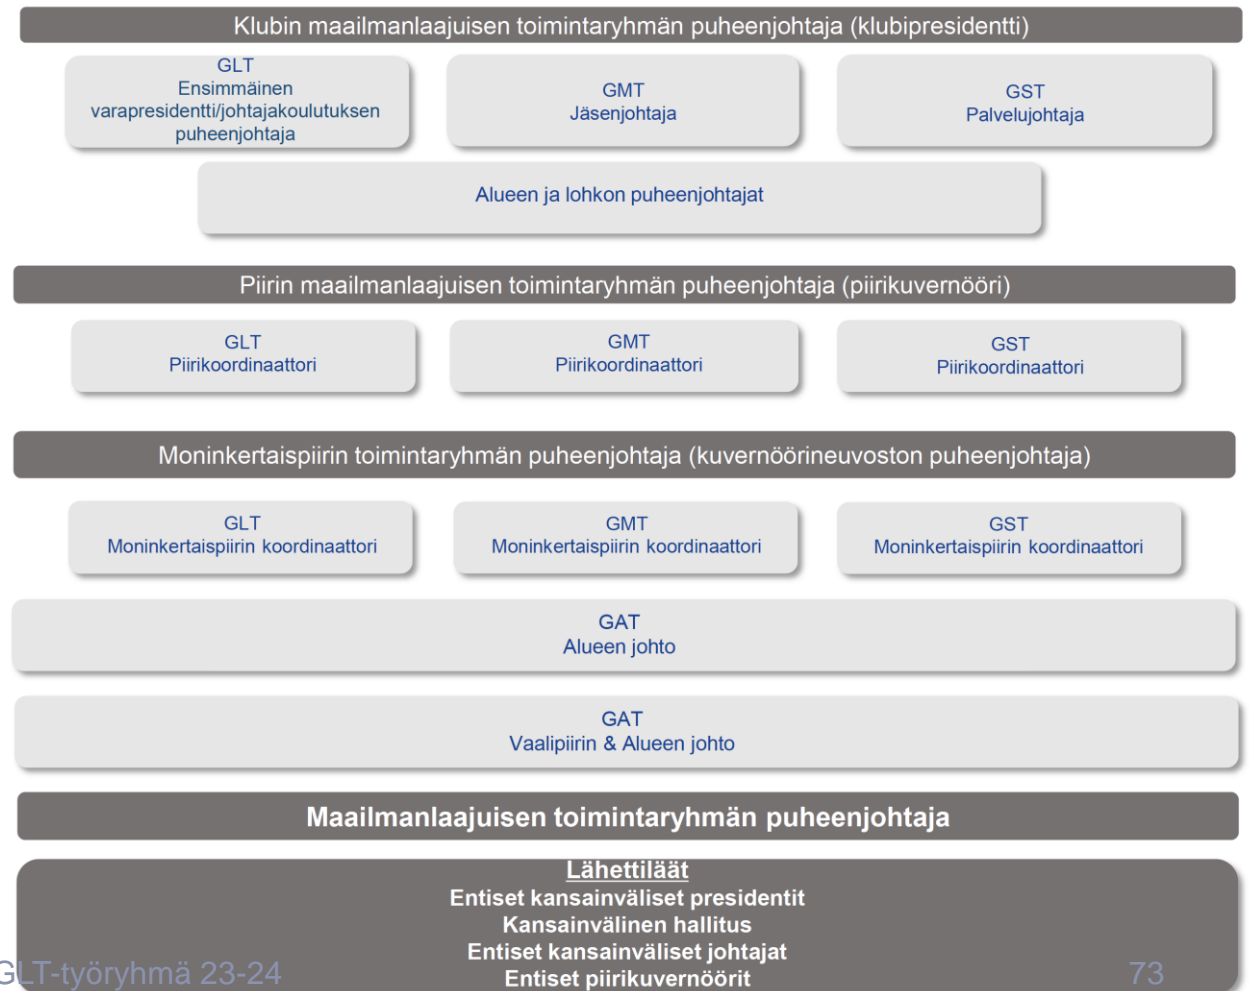 Klubin maailmanlaajuisen toimintaryhmän puheenjohtaja (klubipresidentti)
GLT
Ensimmäinen
varapresidentti/johtajakoulutuksen
puheenjohtaja
GMT
Jäsenjohtaja
GST
Palvelujohtaja
Alueen ja lohkon puheenjohtajat
Piirin maailmanlaajuisen toimintaryhmän puheenjohtaja (piirikuvernööri)
GLT
Piirikoordinaattori
GMT
Piirikoordinaattori
GST
Piirikoordinaattori
Moninkertaispiirin toimintaryhmän puheenjohtaja (kuvernöörineuvoston puheenjohtaja)
GLT
Moninkertaispiirin koordinaattori
GMT
Moninkertaispiirin koordinaattori
GST
Moninkertaispiirin koordinaattori
GAT
Alueen johto
GAT
Vaalipiirin & Alueen johto
Maailmanlaajuisen toimintaryhmän puheenjohtaja
Lähettiläät
Entiset kansainväliset presidentit
Kansainvälinen hallitus
Entiset kansainväliset johtajat
Entiset piirikuvernöörit
GLT-työryhmä 23-24
73